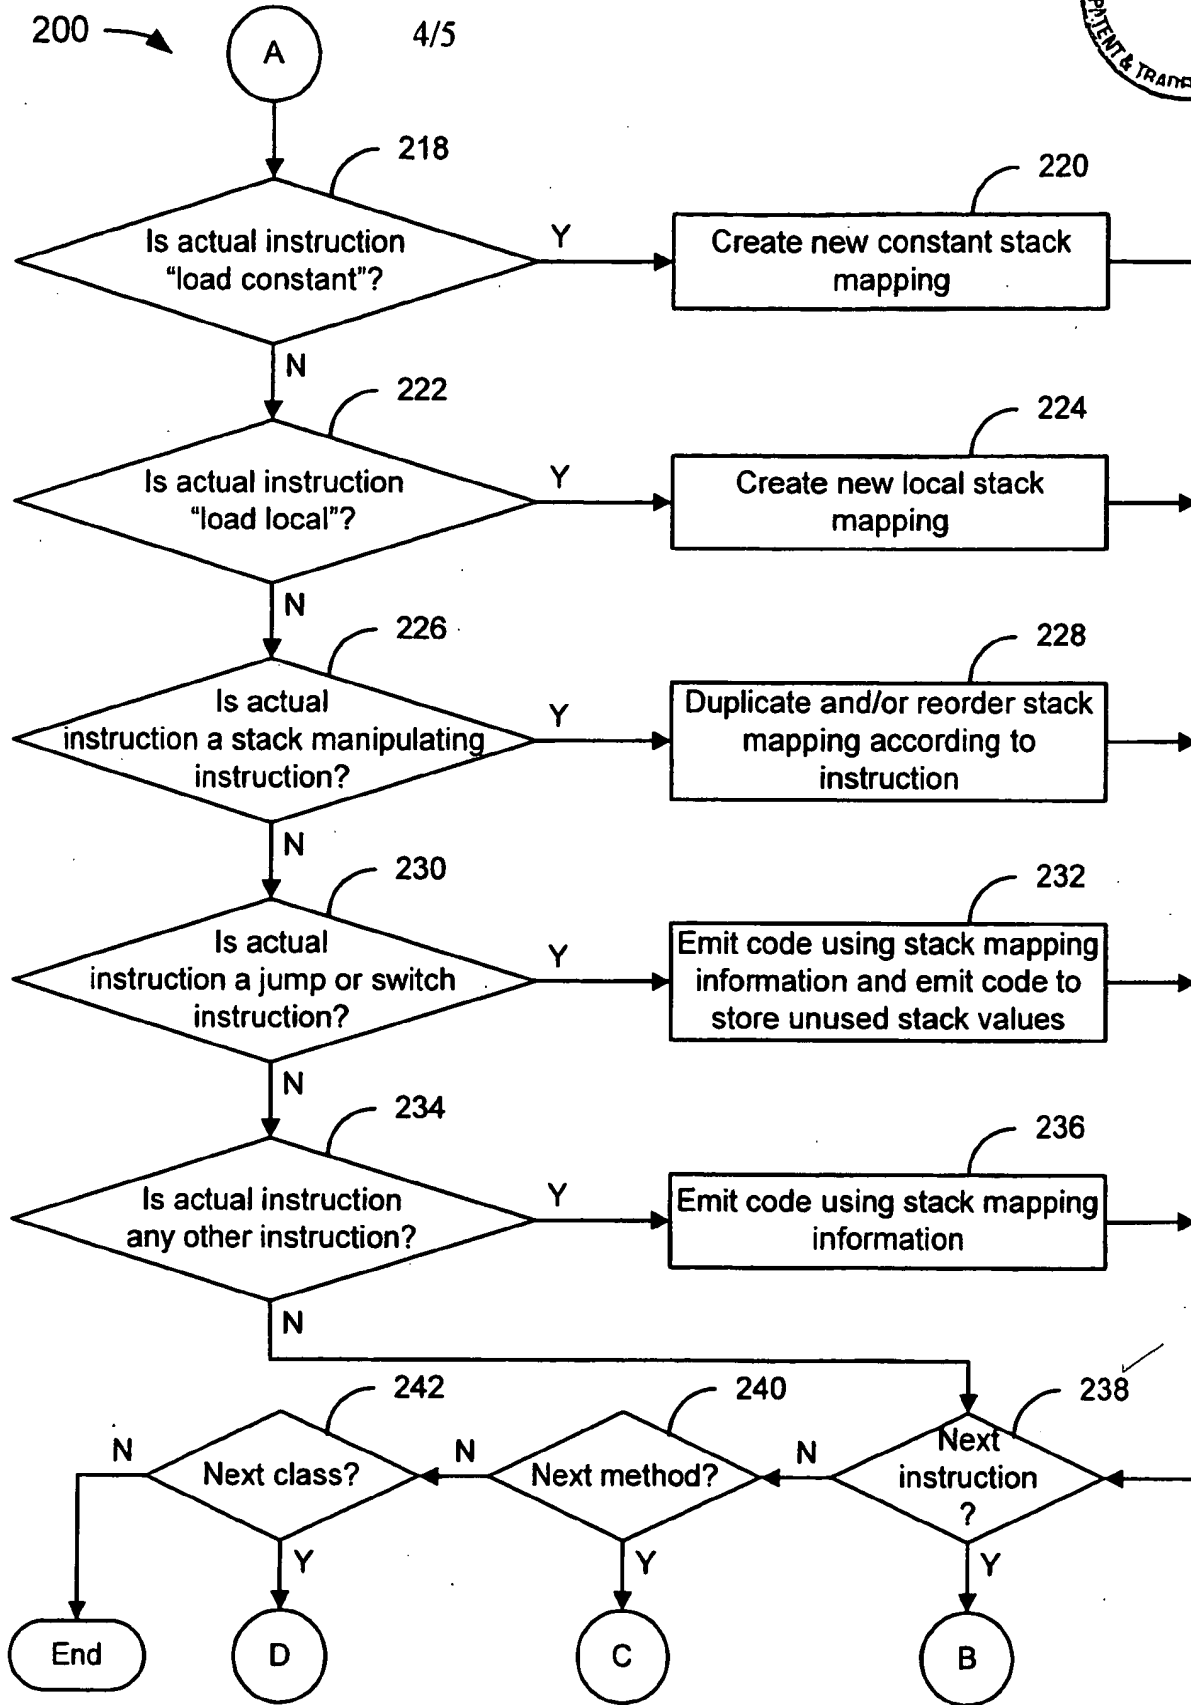 200
A
4/5
PATENT & TRADE
218
220
Is actual instruction
“load constant”?
Y
Create new constant stack
mapping
N
222
224
Is actual instruction
“load local”?
Y
Create new local stack
mapping
N
226
228
Is actual
instruction a stack manipulating
instruction?
Y
Duplicate and/or reorder stack
mapping according to
instruction
N
230
232
Is actual
instruction a jump or switch
instruction?
Y
Emit code using stack mapping
information and emit code to
store unused stack values
N
234
236
Is actual instruction
any other instruction?
Y
Emit code using stack mapping
information
N
242
240
238
N
Next class?
N
Next method?
N
Next
instruction
?
Y
Y
Y
End
D
C
B